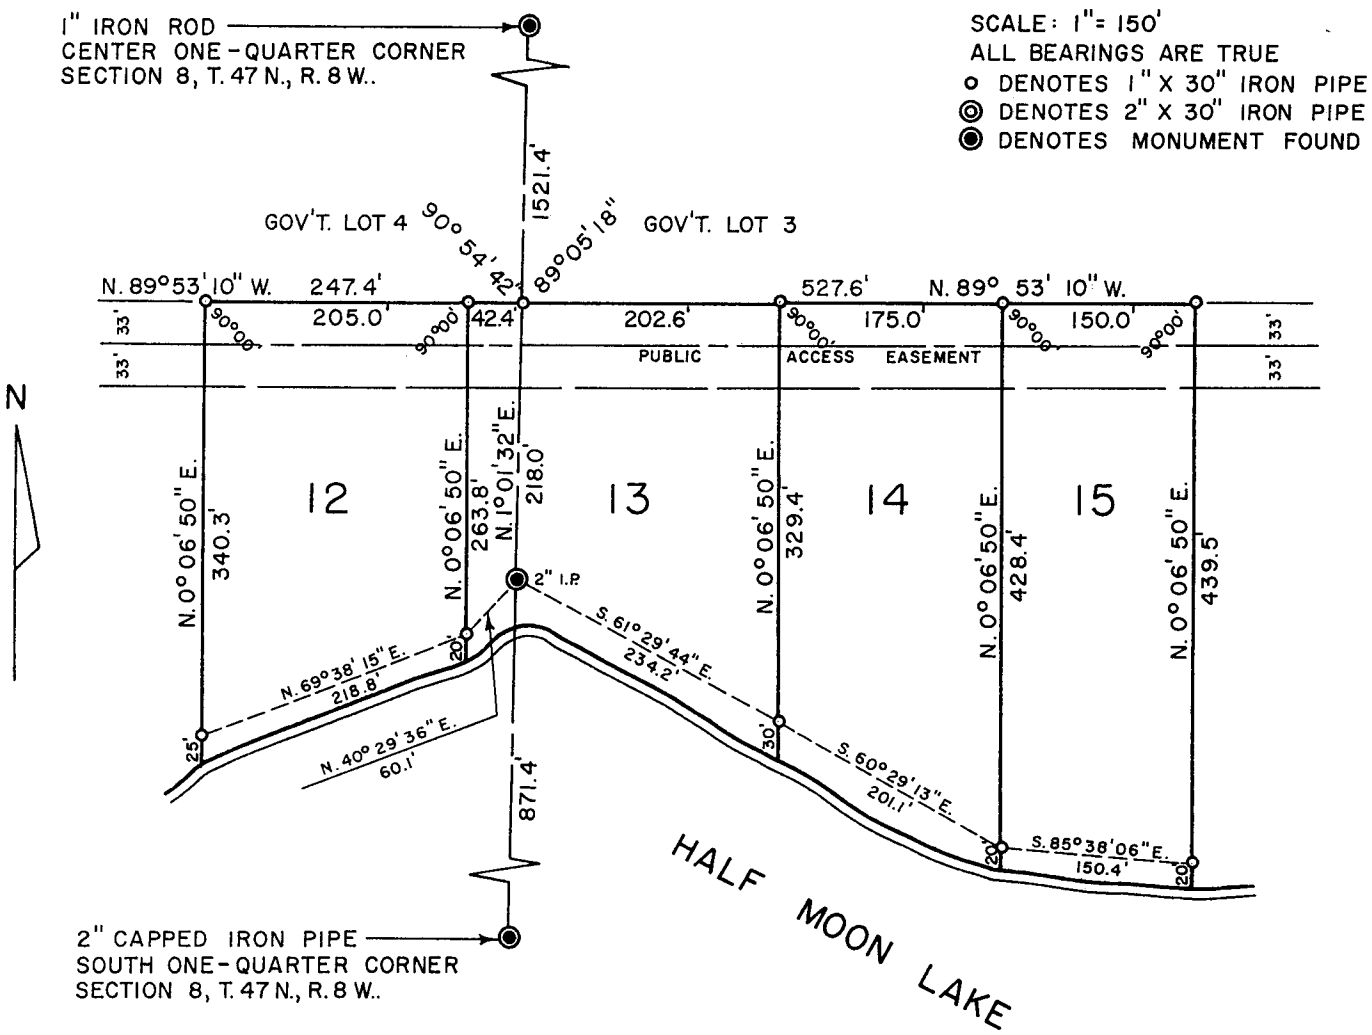 1" IRON ROD
CENTER ONE-QUARTER CORNER
SECTION 8, T. 47 N., R. 8 W..
SCALE: 1" = 150'
ALL BEARINGS ARE TRUE
DENOTES 1" X 30" IRON PIPE
DENOTES 2" X 30" IRON PIPE
DENOTES MONUMENT FOUND
1521.4'
GOV'T. LOT 4
90° 54' 42"
89° 05' 18"
GOV'T. LOT 3
N. 89° 53' 10" W.
247.4'
527.6'
N. 89° 53' 10" W.
33'
90°00'
205.0'
90°00'
42.4'
202.6'
90°00'
175.0'
90°00'
150.0'
90°00'
33'
PUBLIC ACCESS EASEMENT
33'
33'
N
N. 0° 06' 50" E.
340.3'
12
N. 0° 06' 50" E.
263.8'
N. 1° 01' 32" E.
218.0'
13
N. 0° 06' 50" E.
329.4'
14
N. 0° 06' 50" E.
428.4'
15
N. 0° 06' 50" E.
439.5'
2" I.P.
S. 61° 29' 44" E.
234.2'
20'
N. 69° 38' 15" E.
218.8'
25'
N. 40° 29' 36" E.
60.1'
30'
S. 60° 29' 13" E.
201.1'
871.4'
20'
S. 85° 38' 06" E.
150.4'
20'
HALF MOON LAKE
2" CAPPED IRON PIPE
SOUTH ONE-QUARTER CORNER
SECTION 8, T. 47 N., R. 8 W..